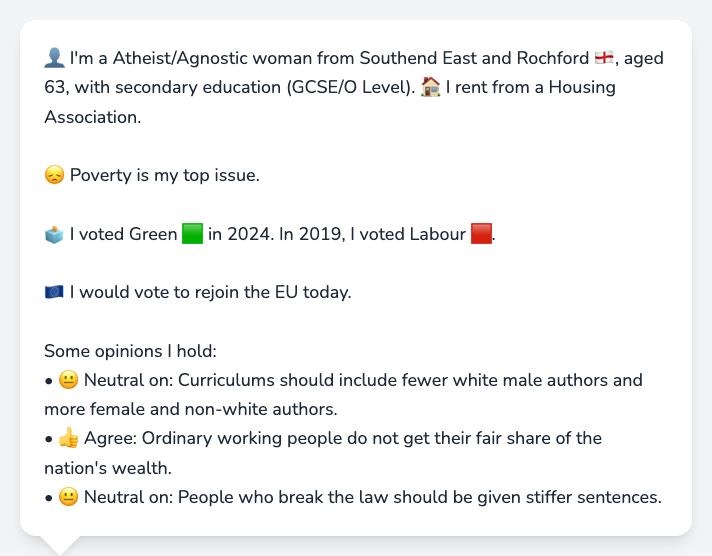 👤 I'm a Atheist/Agnostic woman from Southend East and Rochford 🏴󠁧󠁢󠁥󠁮󠁧󠁿, aged
63, with secondary education (GCSE/O Level). 🏠 I rent from a Housing
Association.
😞 Poverty is my top issue.
🗳️ I voted Green 🟩 in 2024. In 2019, I voted Labour 🟥.
🇪🇺 I would vote to rejoin the EU today.
Some opinions I hold:
• 😐 Neutral on: Curriculums should include fewer white male authors and
more female and non-white authors.
• 👍 Agree: Ordinary working people do not get their fair share of the
nation's wealth.
• 😐 Neutral on: People who break the law should be given stiffer sentences.